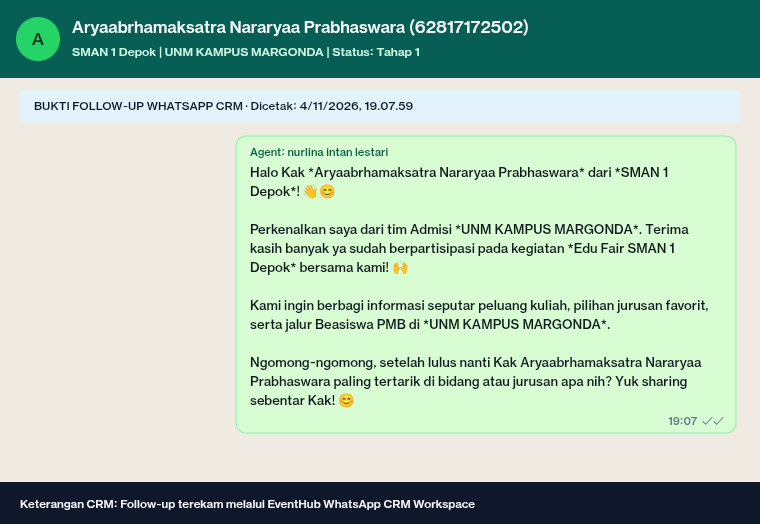 A
Aryaabrhamaksatra Nararyaa Prabhaswara (62817172502)
SMAN 1 Depok | UNM KAMPUS MARGONDA | Status: Tahap 1
BUKTI FOLLOW-UP WHATSAPP CRM · Dicetak: 4/11/2026, 19.07.59
Agent: nurlina intan lestari
Halo Kak *Aryaabrhamaksatra Nararyaa Prabhaswara* dari *SMAN 1
Depok*! 👋😊
Perkenalkan saya dari tim Admisi *UNM KAMPUS MARGONDA*. Terima
kasih banyak ya sudah berpartisipasi pada kegiatan *Edu Fair SMAN 1
Depok* bersama kami! 🙌
Kami ingin berbagi informasi seputar peluang kuliah, pilihan jurusan favorit,
serta jalur Beasiswa PMB di *UNM KAMPUS MARGONDA*.
Ngomong-ngomong, setelah lulus nanti Kak Aryaabrhamaksatra Nararyaa
Prabhaswara paling tertarik di bidang atau jurusan apa nih? Yuk sharing
sebentar Kak! 😊
19:07 ✓✓
Keterangan CRM: Follow-up terekam melalui EventHub WhatsApp CRM Workspace